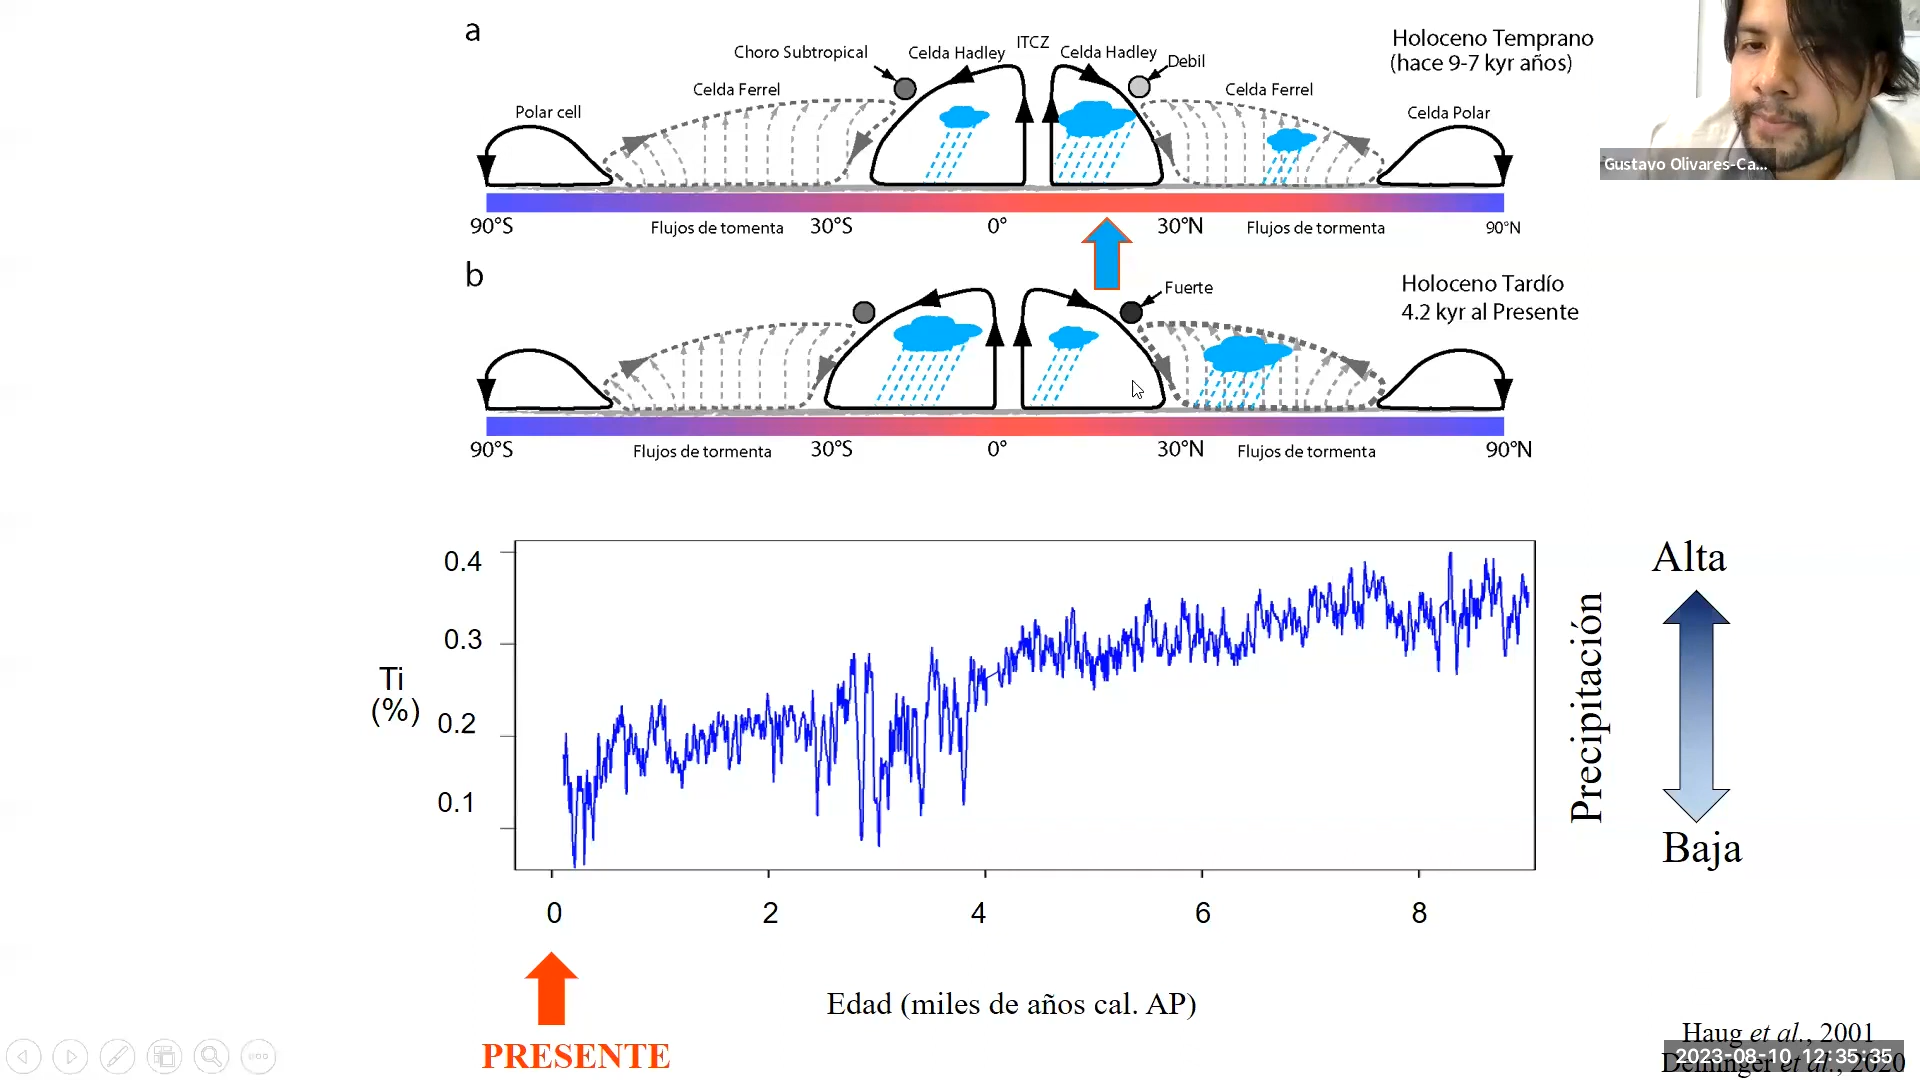 a
Choro Subtropical
Celda Hadley
ITCZ
Celda Hadley
Debil
Holoceno Temprano
(hace 9-7 kyr años)
Polar cell
Celda Ferrel
Celda Ferrel
Celda Polar
Gustavo Olivares-Ca...
90°S
Flujos de tomenta
30°S
0°
30°N
Flujos de tormenta
90°N
b
Fuerte
Holoceno Tardío
4.2 kyr al Presente
90°S
Flujos de tormenta
30°S
0°
30°N
Flujos de tormenta
90°N
0.4
0.3
Ti
(%)
0.2
0.1
0
2
4
6
8
Precipitación
Alta
Baja
Edad (miles de años cal. AP)
PRESENTE
Haug et al., 2001
Deininger et al., 2020
2023-08-10 12:35:35